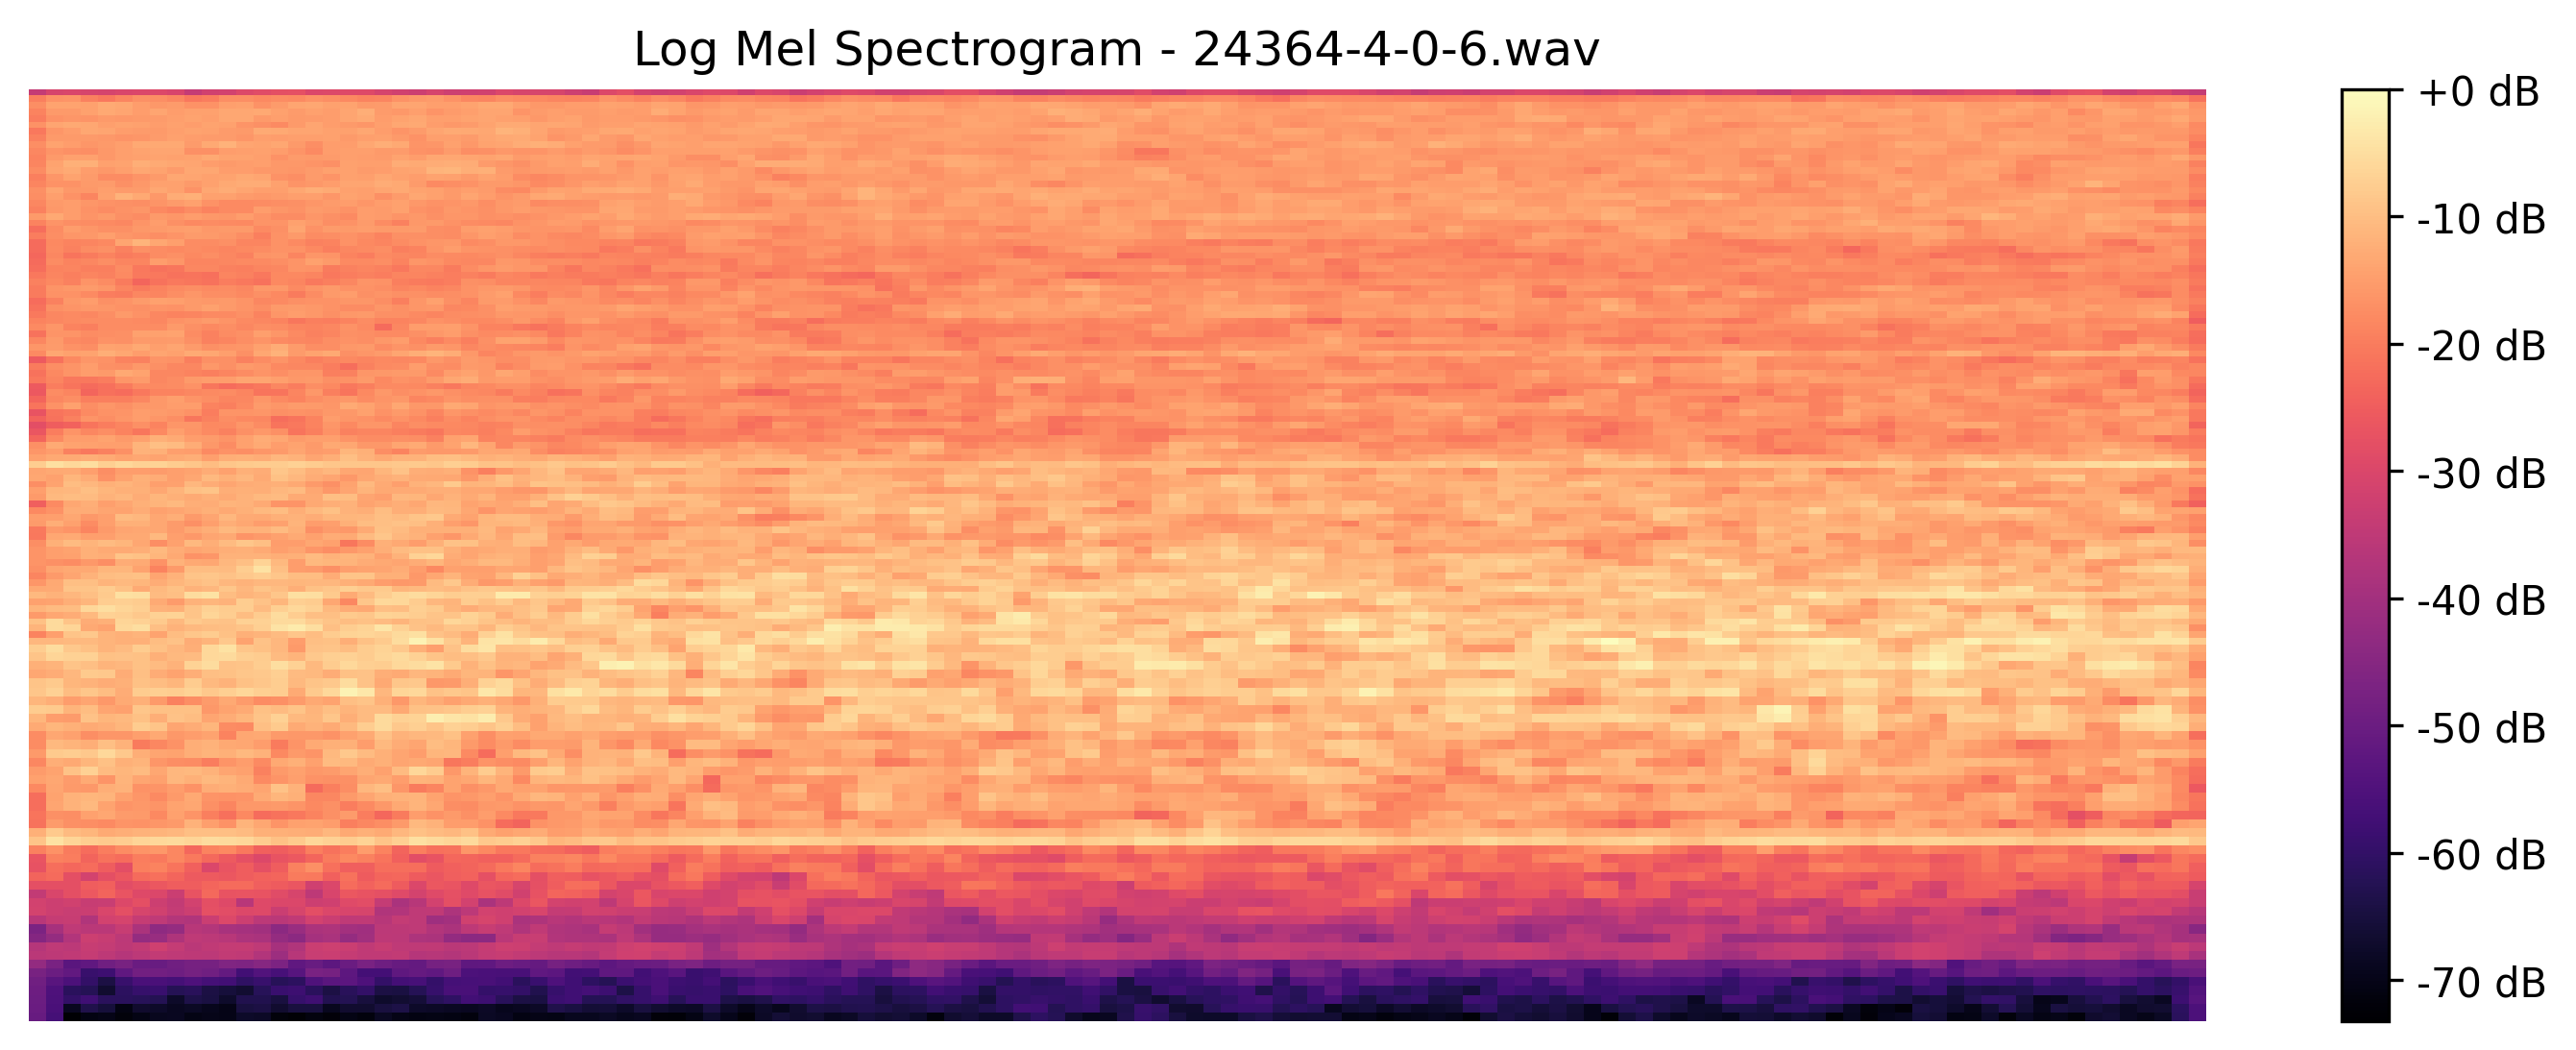 Log Mel Spectrogram - 24364-4-0-6.wav
+0 dB
-10 dB
-20 dB
-30 dB
-40 dB
-50 dB
-60 dB
-70 dB